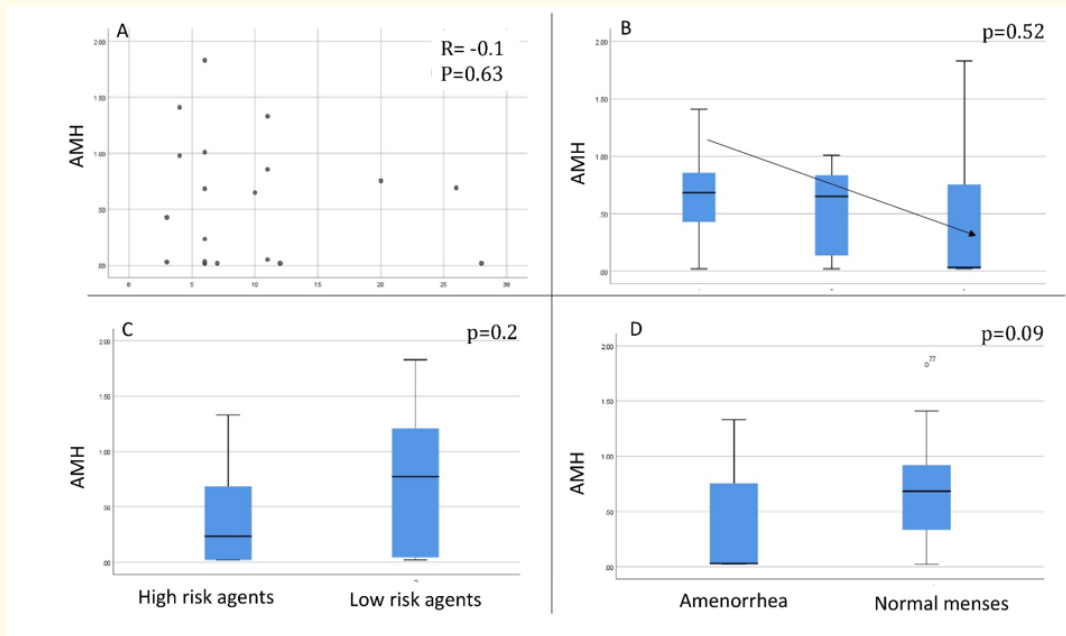 A
R= -0.1
P=0.63
AMH
2.00
1.50
1.00
.50
.00
0
5
10
15
20
25
30
B
p=0.52
AMH
2.00
1.50
1.00
.50
.00
C
p=0.2
AMH
2.00
1.50
1.00
.50
.00
High risk agents
Low risk agents
D
p=0.09
AMH
2.00
1.50
1.00
.50
.00
22
Amenorrhea
Normal menses